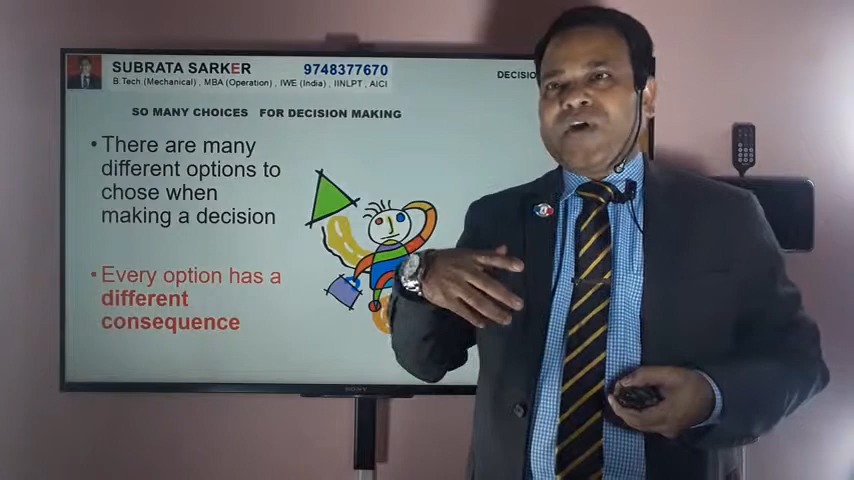 SUBRATA SARKER
9748377670
B.Tech(Mechanical), MBA(Operation), IWE (India), IINLPT, AICI
DECISIO
SO MANY CHOICES FOR DECISION MAKING
• There are many
different options to
chose when
making a decision
• Every option has a
different
consequence
SONY